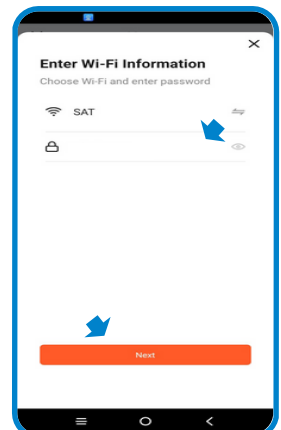 Enter Wi-Fi Information
Choose Wi-Fi and enter password
SAT
Next